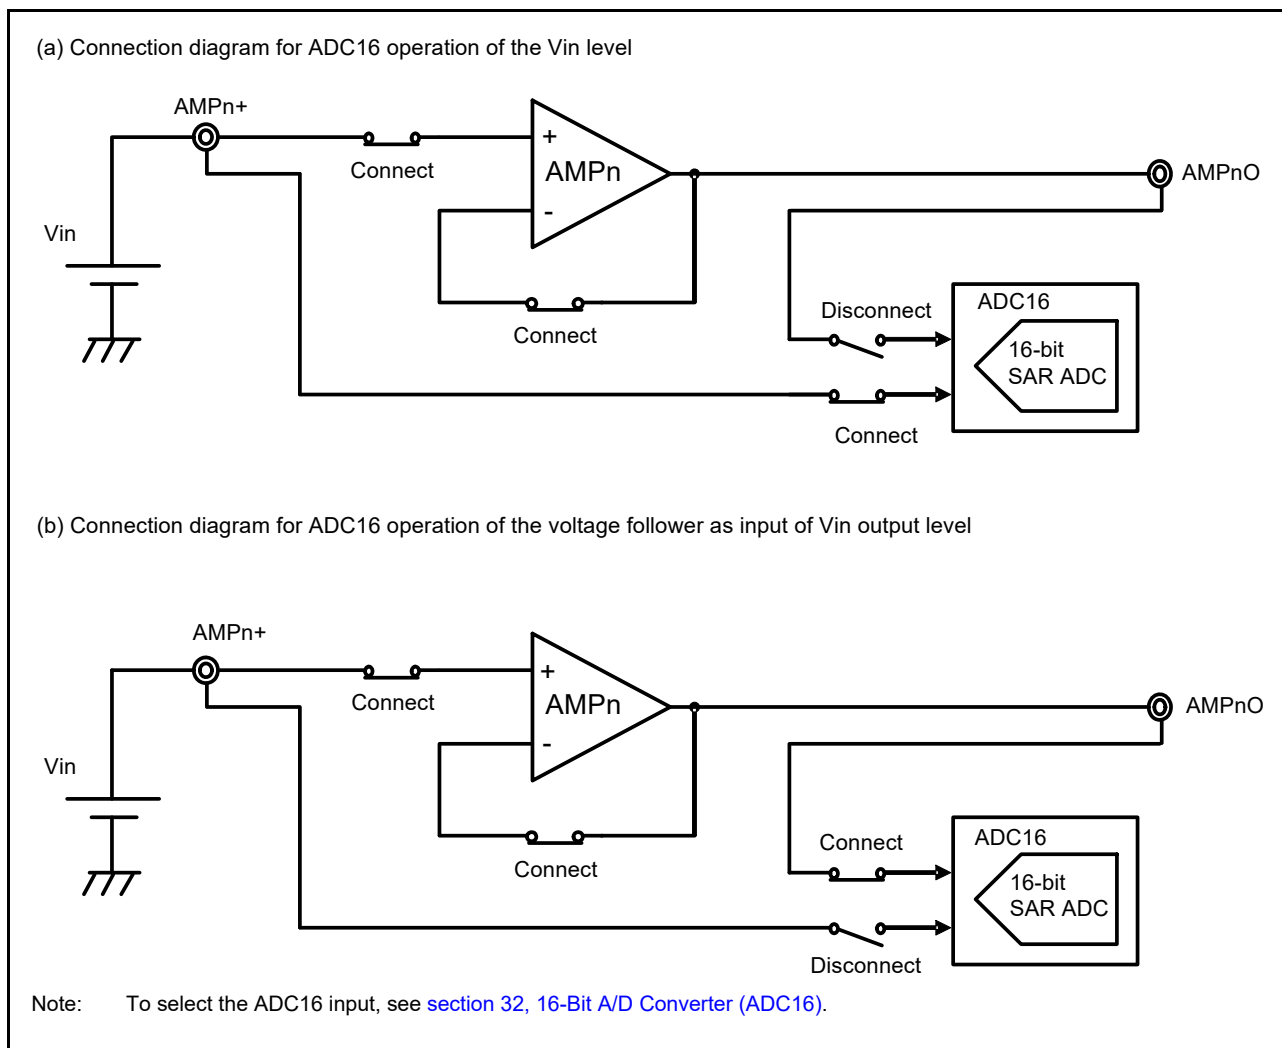 (a) Connection diagram for ADC16 operation of the Vin level
AMPn+
Connect
+
AMPn
-
AMPnO
Vin
Connect
Disconnect
ADC16
16-bit
SAR ADC
Connect
(b) Connection diagram for ADC16 operation of the voltage follower as input of Vin output level
AMPn+
Connect
+
AMPn
-
AMPnO
Vin
Connect
Connect
ADC16
16-bit
SAR ADC
Disconnect
Note: To select the ADC16 input, see section 32, 16-Bit A/D Converter (ADC16).